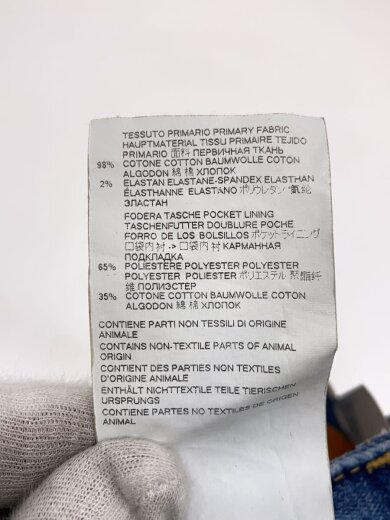 TESSUTO PRIMARIO PRIMARY FABRIC
HAUPTMATERIAL TISSU PRIMAIRE TEJIDO
PRIMARIO 面料 ПЕРВИЧНАЯ ТКАНЬ
98% COTONE COTTON BAUMWOLLE COTON
ALGODON 綿 棉 ХЛОПОК
2% ELASTAN ELASTANE-SPANDEX ELASTHAN
ÉLASTHANNE ELASTANO ポリウレタン 氨纶
ЭЛАСТАН
FODERA TASCHE POCKET LINING
TASCHENFUTTER DOUBLURE POCHE
FORRO DE LOS BOLSILLOS ポケットライニング
口袋内衬 -> 口袋内衬 КАРМАННАЯ
ПОДКЛАДКА
65% POLIESTERE POLYESTER POLYESTER
POLYESTER POLIESTER ポリエステル 聚酯纤
维 ПОЛИЭСТЕР
35% COTONE COTTON BAUMWOLLE COTON
ALGODON 綿 棉 ХЛОПОК
CONTIENE PARTI NON TESSILI DI ORIGINE
ANIMALE
CONTAINS NON-TEXTILE PARTS OF ANIMAL
ORIGIN
CONTIENT DES PARTIES NON TEXTILES
D'ORIGINE ANIMALE
ENTHÄLT NICHTTEXTILE TEILE TIERISCHEN
URSPRUNGS
CONTIENE PARTES NO TEXTILES DE ORIGEN
ANIMAL